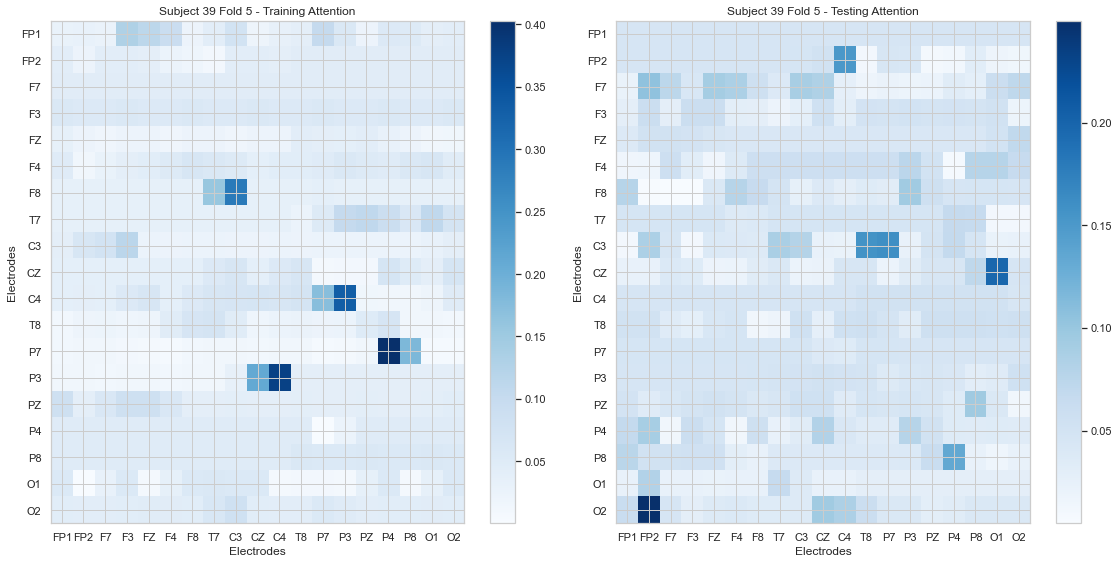 Subject 39 Fold 5 - Training Attention
FP1
FP2
F7
F3
FZ
F4
F8
T7
C3
CZ
C4
T8
P7
P3
PZ
P4
P8
O1
O2
Electrodes
FP1 FP2 F7 F3 FZ F4 F8 T7 C3 CZ C4 T8 P7 P3 PZ P4 P8 O1 O2
Electrodes
0.40
0.35
0.30
0.25
0.20
0.15
0.10
0.05
Subject 39 Fold 5 - Testing Attention
FP1
FP2
F7
F3
FZ
F4
F8
T7
C3
CZ
C4
T8
P7
P3
PZ
P4
P8
O1
O2
Electrodes
FP1 FP2 F7 F3 FZ F4 F8 T7 C3 CZ C4 T8 P7 P3 PZ P4 P8 O1 O2
Electrodes
0.20
0.15
0.10
0.05